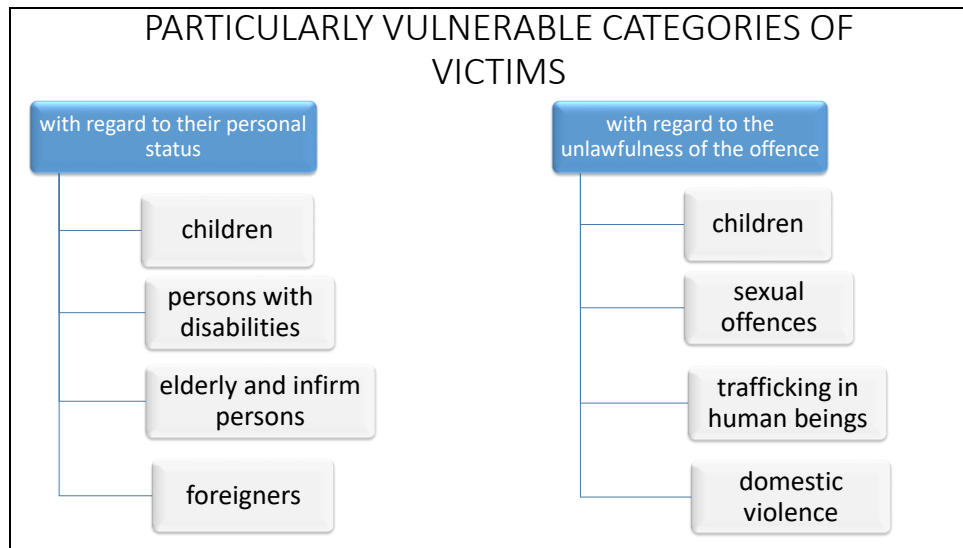 PARTICULARLY VULNERABLE CATEGORIES OF
VICTIMS
with regard to their personal
status
children
persons with
disabilities
elderly and infirm
persons
foreigners
with regard to the
unlawfulness of the offence
children
sexual
offences
trafficking in
human beings
domestic
violence